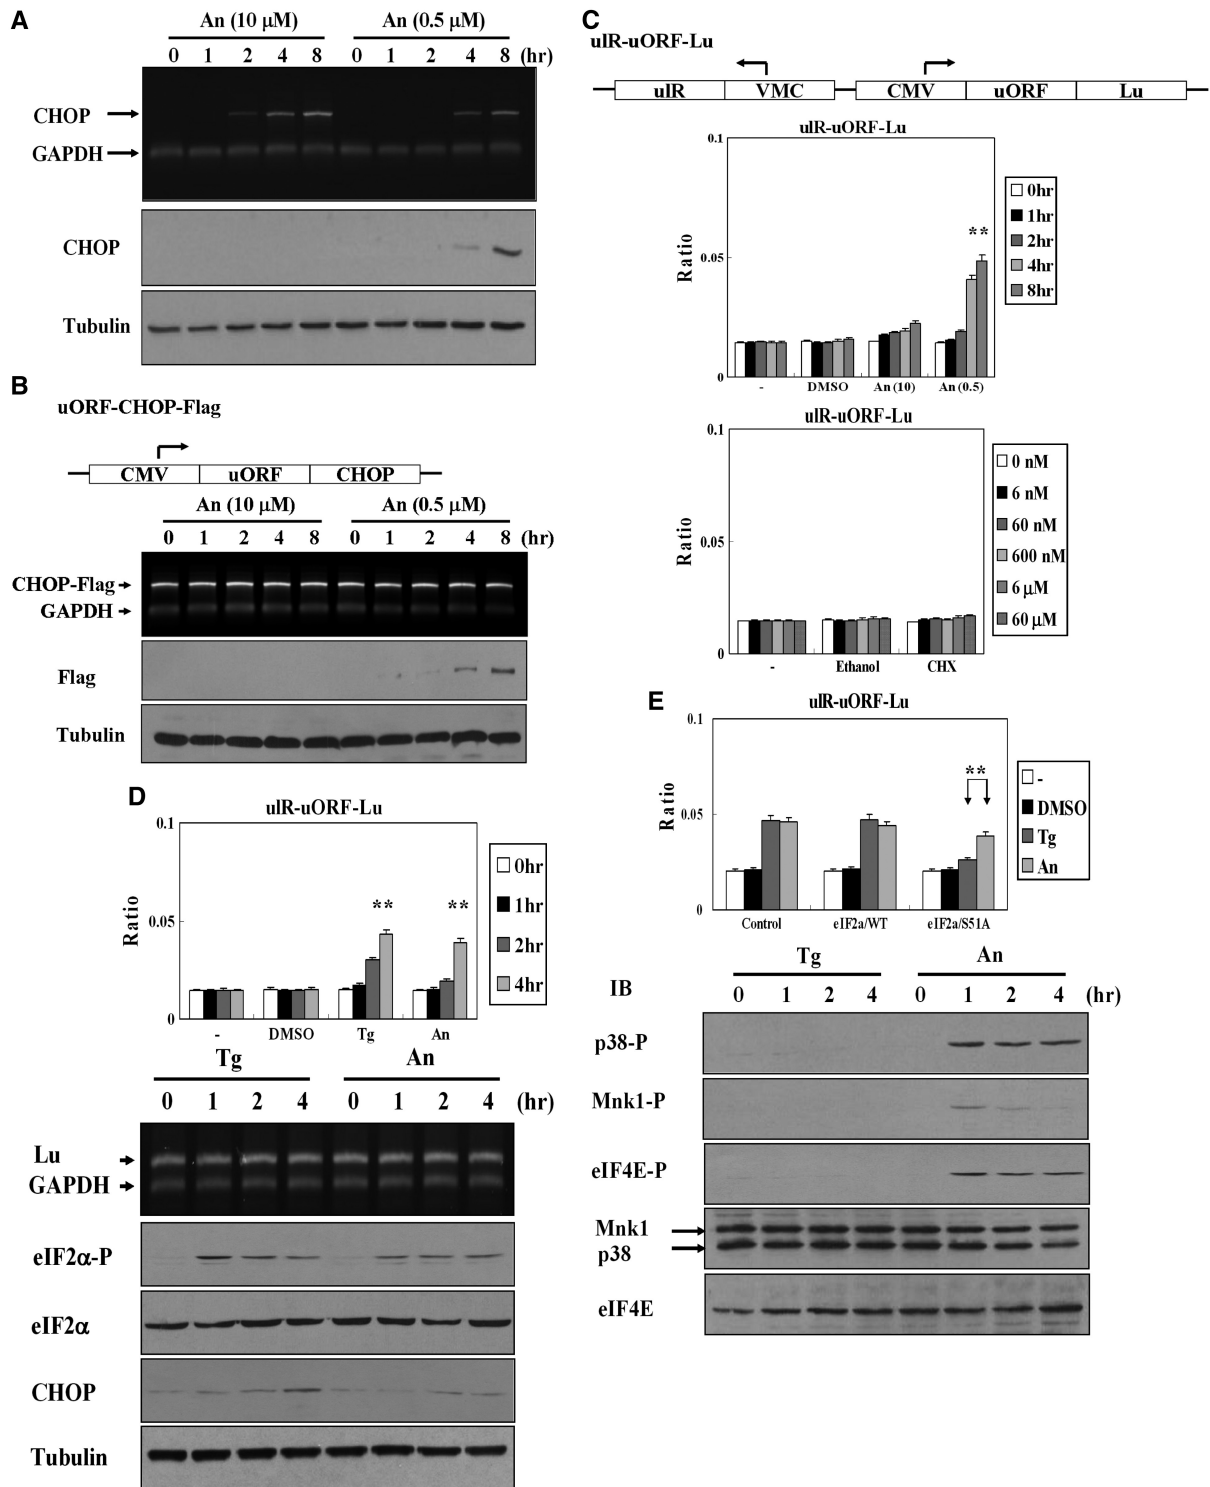 A
An (10 µM) An (0.5 µM)
0 1 2 4 8 0 1 2 4 8 (hr)
CHOP
GAPDH
CHOP
Tubulin
B
uORF-CHOP-Flag
CMV uORF CHOP
An (10 µM) An (0.5 µM)
0 1 2 4 8 0 1 2 4 8 (hr)
CHOP-Flag
GAPDH
Flag
Tubulin
C
uIR-uORF-Lu
uIR VMC CMV uORF Lu
uIR-uORF-Lu
0.1
0.05
0
Ratio
**
- DMSO An (10) An (0.5)
0hr
1hr
2hr
4hr
8hr
uIR-uORF-Lu
0.1
0.05
0
Ratio
- Ethanol CHX
0 nM
6 nM
60 nM
600 nM
6 µM
60 µM
D
uIR-uORF-Lu
0.1
0.05
0
Ratio
** **
- DMSO Tg An
0hr
1hr
2hr
4hr
Tg An
0 1 2 4 0 1 2 4 (hr)
Lu
GAPDH
eIF2α-P
eIF2α
CHOP
Tubulin
E
uIR-uORF-Lu
0.1
0.05
0
Ratio
**
Control eIF2a/WT eIF2a/S51A
-
DMSO
Tg
An
Tg An
IB 0 1 2 4 0 1 2 4 (hr)
p38-P
Mnk1-P
eIF4E-P
Mnk1
p38
eIF4E